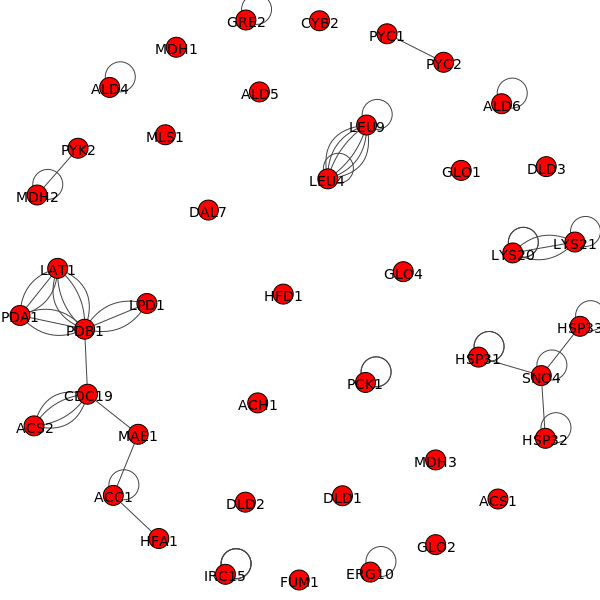 GRE2
CYB2
PYC1
MDH1
PYC2
ALD4
ALD5
ALD6
LEU9
MLS1
PYK2
GLO1
DLD3
LEU4
MDH2
DAL7
LYS21
LYS20
LAT1
GLO4
HFD1
LPD1
PDA1
PDB1
HSP33
HSP31
SNO4
PCK1
CDC19
ACH1
ACS2
MAE1
HSP32
MDH3
ACC1
DLD2
DLD1
ACS1
HFA1
GLO2
IRC15
FUM1
ERG10